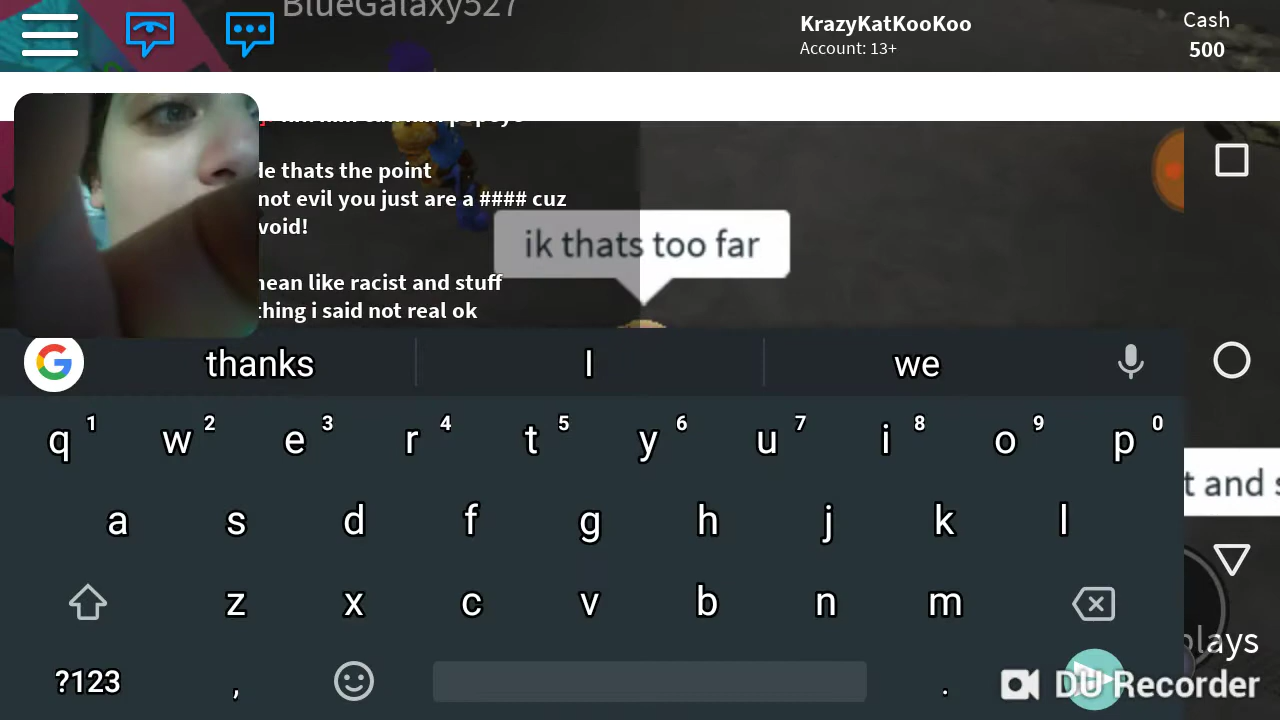 BlueGalaxy527
KrazyKatKooKoo
Account: 13+
Cash
500
le thats the point
not evil you just are a #### cuz
void!
mean like racist and stuff
thing i said not real ok
ik thats too far
thanks
I
we
q 1 w 2 e 3 r 4 t 5 y 6 u 7 i 8 o 9 p 0
a s d f g h j k l
t and s
z x c v b n m
?123 , .
plays
DU Recorder